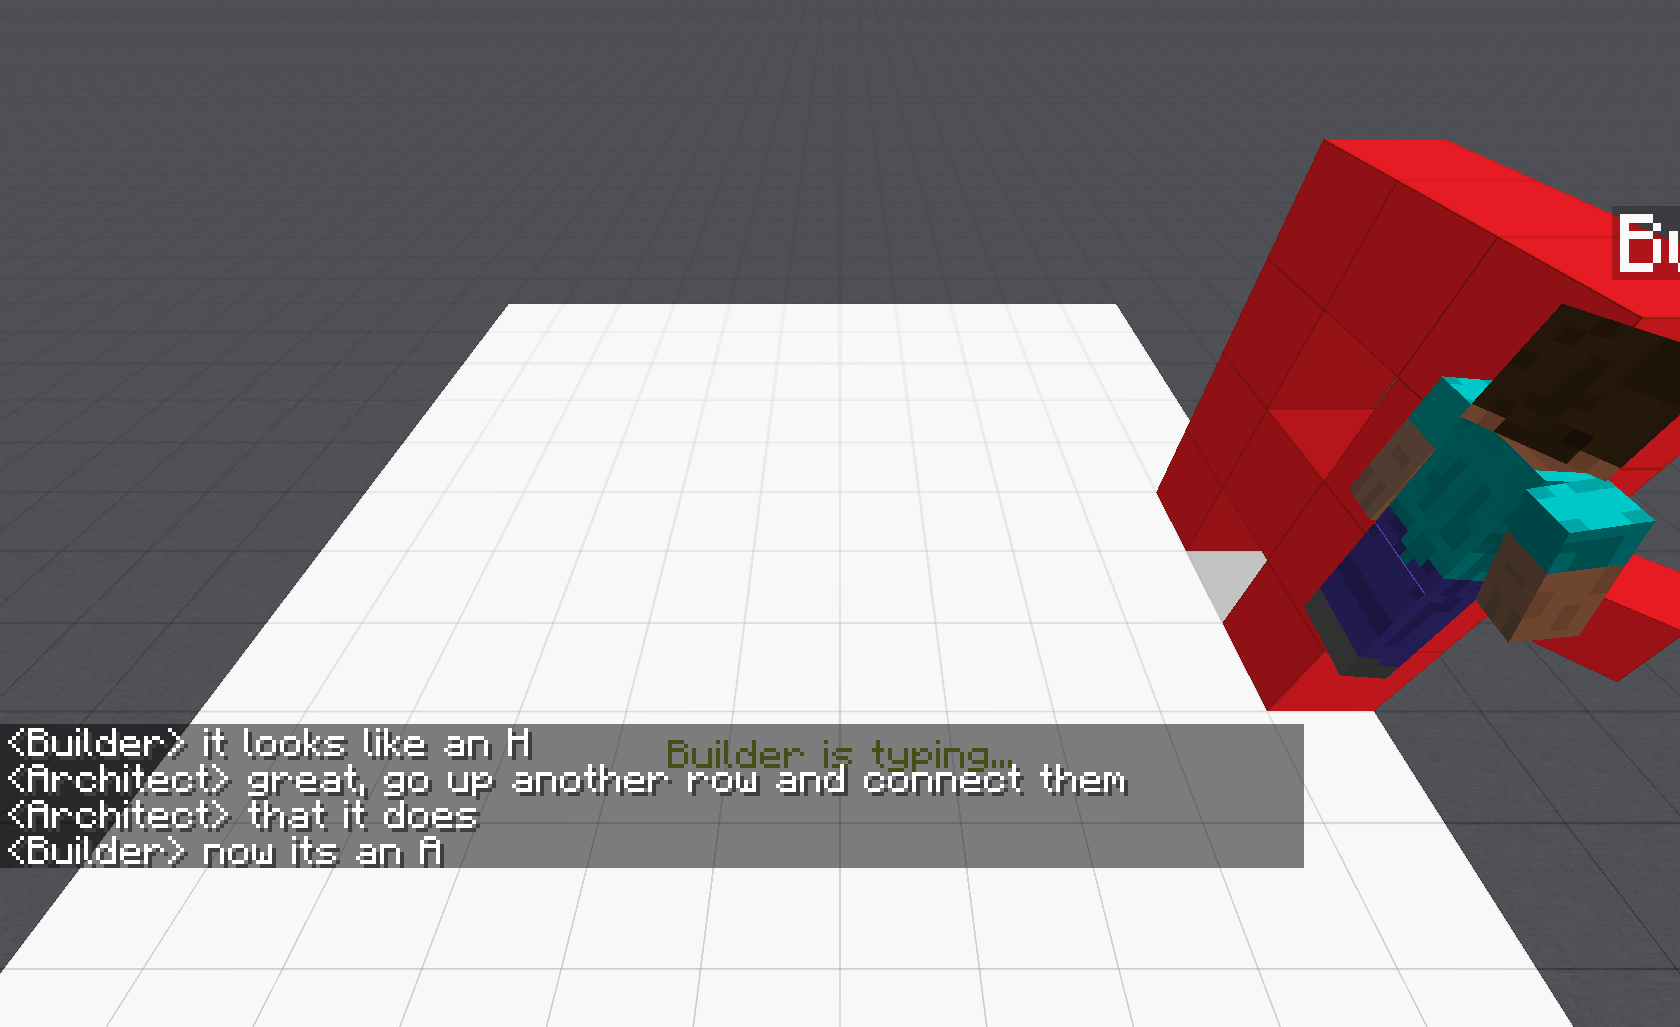 <Builder> it looks like an H
Builder is typing...
<Architect> great, go up another row and connect them
<Architect> that it does
<Builder> now its an A